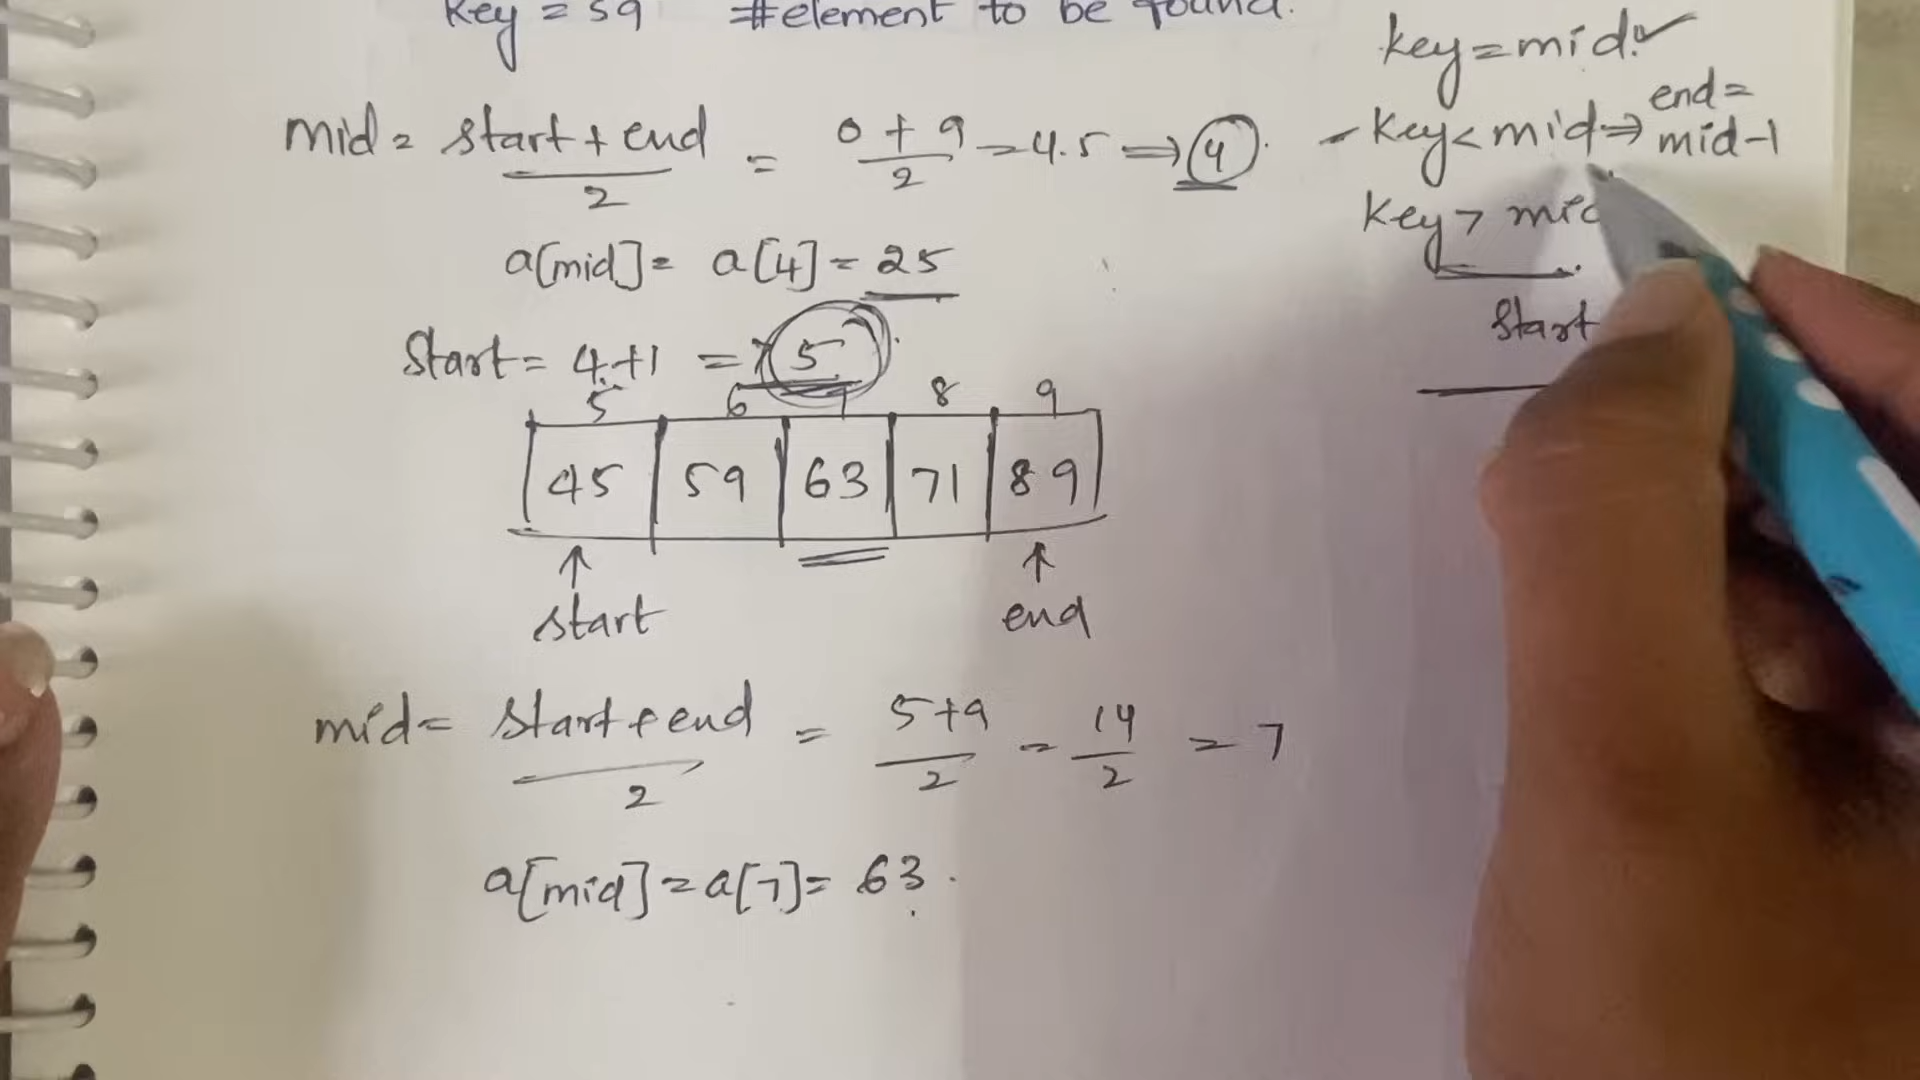 key = 59 #element to be found.
key = mid ✓
mid = start + end / 2 = 0 + 9 / 2 = 4.5 ⇒ 4
key < mid ⇒ end = mid-1
key > mid
a[mid] = a[4] = 25
start
start = 4+1 = 5
5 6 7 8 9
45 59 63 71 89
↑ ↑
start end
mid = start + end / 2 = 5+9 / 2 = 14 / 2 = 7
a[mid] = a[7] = 63.